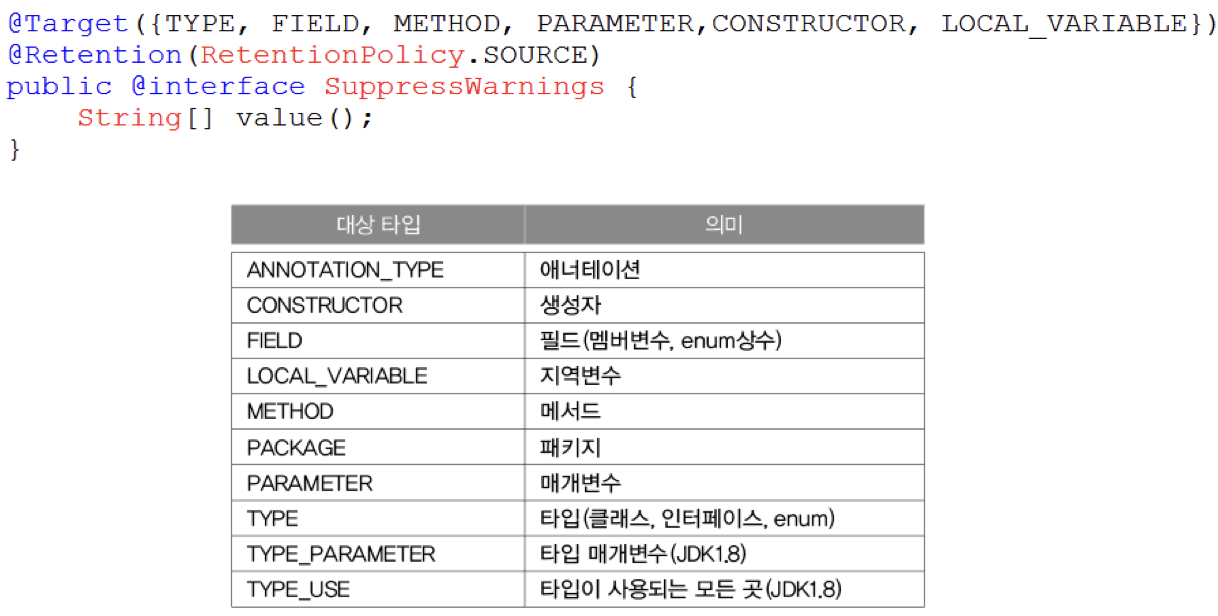 @Target({TYPE, FIELD, METHOD, PARAMETER,CONSTRUCTOR, LOCAL_VARIABLE})
@Retention(RetentionPolicy.SOURCE)
public @interface SuppressWarnings {
    String[] value();
}
대상 타입 의미
ANNOTATION_TYPE 애너테이션
CONSTRUCTOR 생성자
FIELD 필드(멤버변수, enum상수)
LOCAL_VARIABLE 지역변수
METHOD 메서드
PACKAGE 패키지
PARAMETER 매개변수
TYPE 타입(클래스, 인터페이스, enum)
TYPE_PARAMETER 타입 매개변수(JDK1.8)
TYPE_USE 타입이 사용되는 모든 곳(JDK1.8)